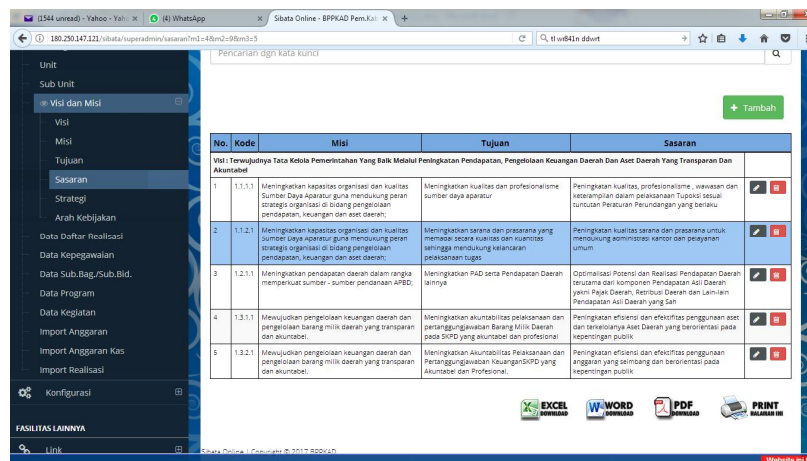 (1544 unread) - Yahoo - Yah
(4) WhatsApp
Sibata Online - BPPKAD Pem.Kab
180.250.147.121/sibata/superadmin/sasaran?m1=4&m2=9&m3=5
Pencarian dgn kata kunci
Unit
Sub Unit
Visi dan Misi
Visi
Misi
Tujuan
Sasaran
Strategi
Arah Kebijakan
Data Daftar Realisasi
Data Kepegawaian
Data Sub.Bag./Sub.Bid.
Data Program
Data Kegiatan
Import Anggaran
Import Anggaran Kas
Import Realisasi
Konfigurasi
FASILITAS LAINNYA
Link
+ Tambah
No. Kode Misi Tujuan Sasaran
Visi : Terwujudnya Tata Kelola Pemerintahan Yang Baik Melalui Peningkatan Pendapatan, Pengelolaan Keuangan Daerah Dan Aset Daerah Yang Transparan Dan
Akuntabel
1 1.1.1.1 Meningkatkan kapasitas organisasi dan kualitas
Sumber Daya Aparatur guna mendukung peran
strategis organisasi di bidang pengelolaan
pendapatan, keuangan dan aset daerah;
Meningkatkan kualitas dan profesionalisme
sumber daya aparatur
Peningkatan kualitas, profesionalisme , wawasan dan
keterampilan dalam pelaksanaan Tupoksi sesuai
tuntutan Peraturan Perundangan yang berlaku
2 1.1.2.1 Meningkatkan kapasitas organisasi dan kualitas
Sumber Daya Aparatur guna mendukung peran
strategis organisasi di bidang pengelolaan
pendapatan, keuangan dan aset daerah;
Meningkatkan sarana dan prasarana yang
memadai secara kualitas dan kuantitas
sehingga mendukung kelancaran
pelaksanaan tugas
Peningkatan kualitas sarana dan prasarana untuk
mendukung administrasi kantor dan pelayanan
umum
3 1.2.1.1 Meningkatkan pendapatan daerah dalam rangka
memperkuat sumber - sumber pendanaan APBD;
Meningkatkan PAD serta Pendapatan Daerah
lainnya
Optimalisasi Potensi dan Realisasi Pendapatan Daerah
terutama dari komponen Pendapatan Asli Daerah
yakni Pajak Daerah, Retribusi Daerah dan Lain-lain
Pendapatan Asli Daerah yang Sah
4 1.3.1.1 Mewujudkan pengelolaan keuangan daerah dan
pengelolaan barang milik daerah yang transparan
dan akuntabel.
Meningkatkan akuntabilitas pelaksanaan dan
pertanggungjawaban Barang Milik Daerah
pada SKPD yang akuntabel dan profesional
Peningkatan efisiensi dan efektifitas penggunaan aset
dan terkelolanya Aset Daerah yang berorientasi pada
kepentingan publik
5 1.3.2.1 Mewujudkan pengelolaan keuangan daerah dan
pengelolaan barang milik daerah yang transparan
dan akuntabel.
Meningkatkan Akuntabilitas Pelaksanaan dan
Pertanggungjawaban KeuanganSKPD yang
Akuntabel dan Profesional.
Peningkatan efisiensi dan efektifitas penggunaan
anggaran yang seimbang dan berorientasi pada
kepentingan publik
EXCEL DOWNLOAD
WORD DOWNLOAD
PDF DOWNLOAD
PRINT HALAMAN INI
Sibata Online | Copyright © 2017 BPPKAD
Website ini